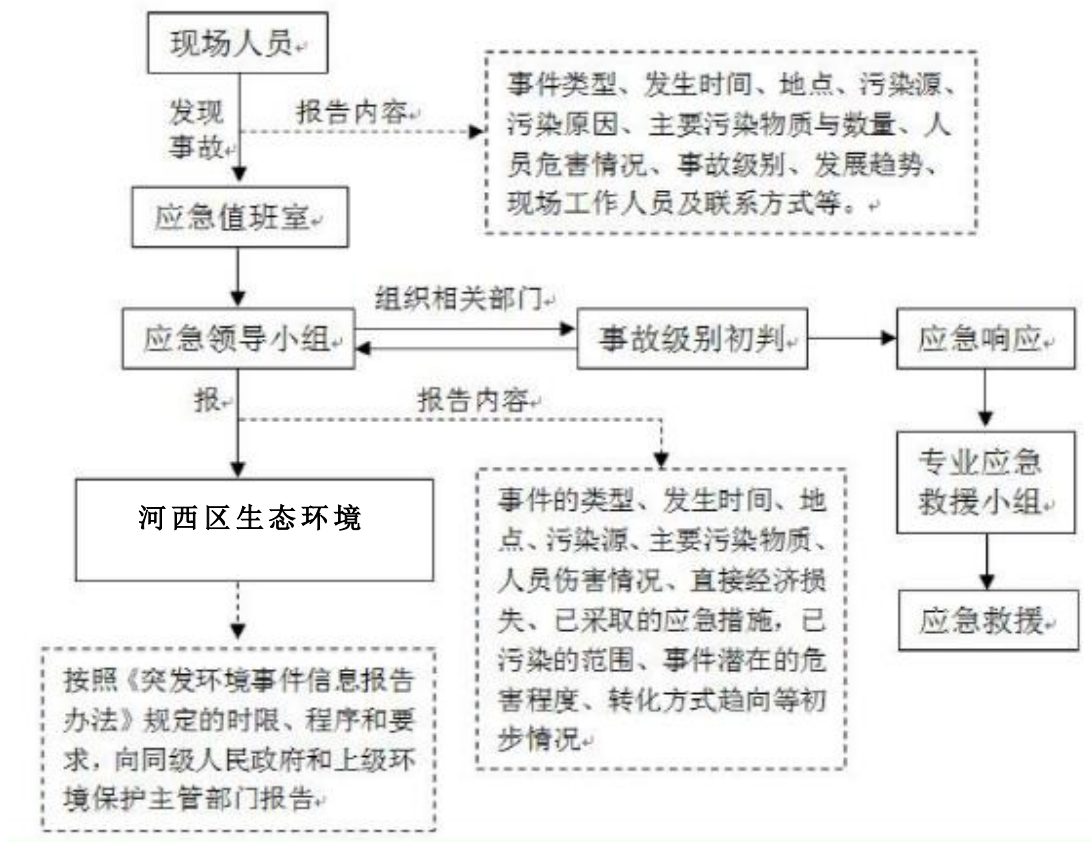 现场人员
发现
事故
报告内容
事件类型、发生时间、地点、污染源、
污染原因、主要污染物质与数量、人
员危害情况、事故级别、发展趋势、
现场工作人员及联系方式等。
应急值班室
组织相关部门
应急领导小组
事故级别初判
应急响应
报
报告内容
专业应急
救援小组
河西区生态环境
事件的类型、发生时间、地
点、污染源、主要污染物质、
人员伤害情况、直接经济损
失、已采取的应急措施，已
污染的范围、事件潜在的危
害程度、转化方式趋向等初
步情况
应急救援
按照《突发环境事件信息报告
办法》规定的时限、程序和要
求，向同级人民政府和上级环
境保护主管部门报告